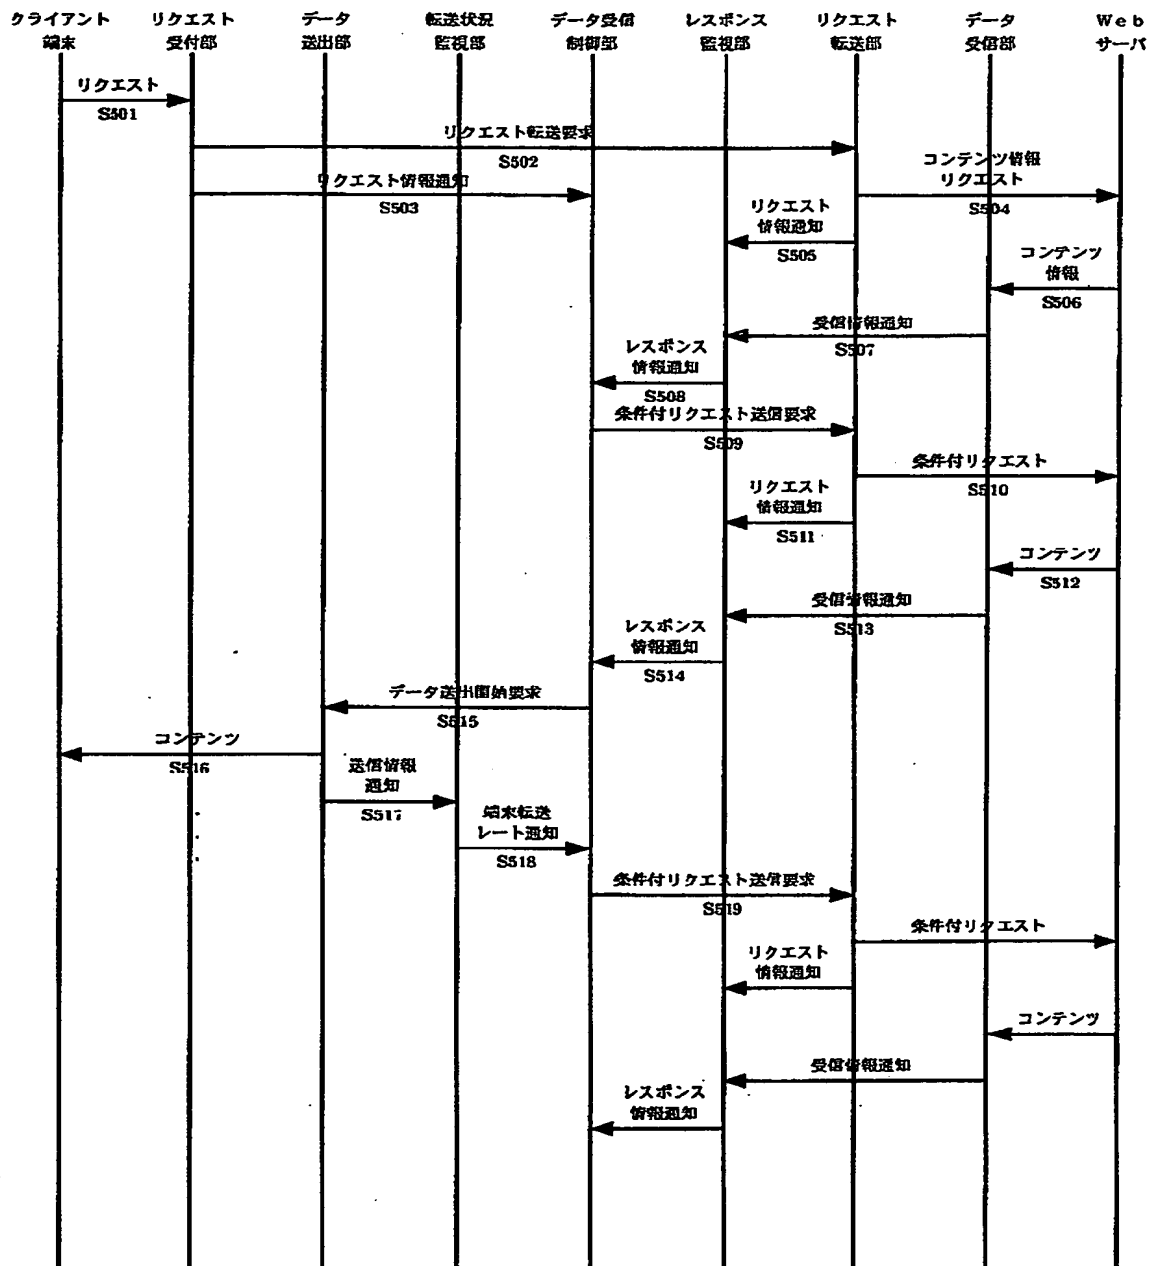 クライアント
端末
リクエスト
受付部
データ
送出部
転送状況
監視部
データ受信
制御部
レスポンス
監視部
リクエスト
転送部
データ
受信部
Web
サーバ
リクエスト
S501
リクエスト転送要求
S502
リクエスト情報通知
S503
コンテンツ情報
リクエスト
S504
リクエスト
情報通知
S505
コンテンツ
情報
S506
受信情報通知
S507
レスポンス
情報通知
S508
条件付リクエスト送信要求
S509
条件付リクエスト
S510
リクエスト
情報通知
S511
コンテンツ
S512
受信情報通知
S513
レスポンス
情報通知
S514
データ送出開始要求
S515
コンテンツ
S516
送信情報
通知
S517
端末転送
レート通知
S518
条件付リクエスト送信要求
S519
条件付リクエスト
リクエスト
情報通知
コンテンツ
受信情報通知
レスポンス
情報通知